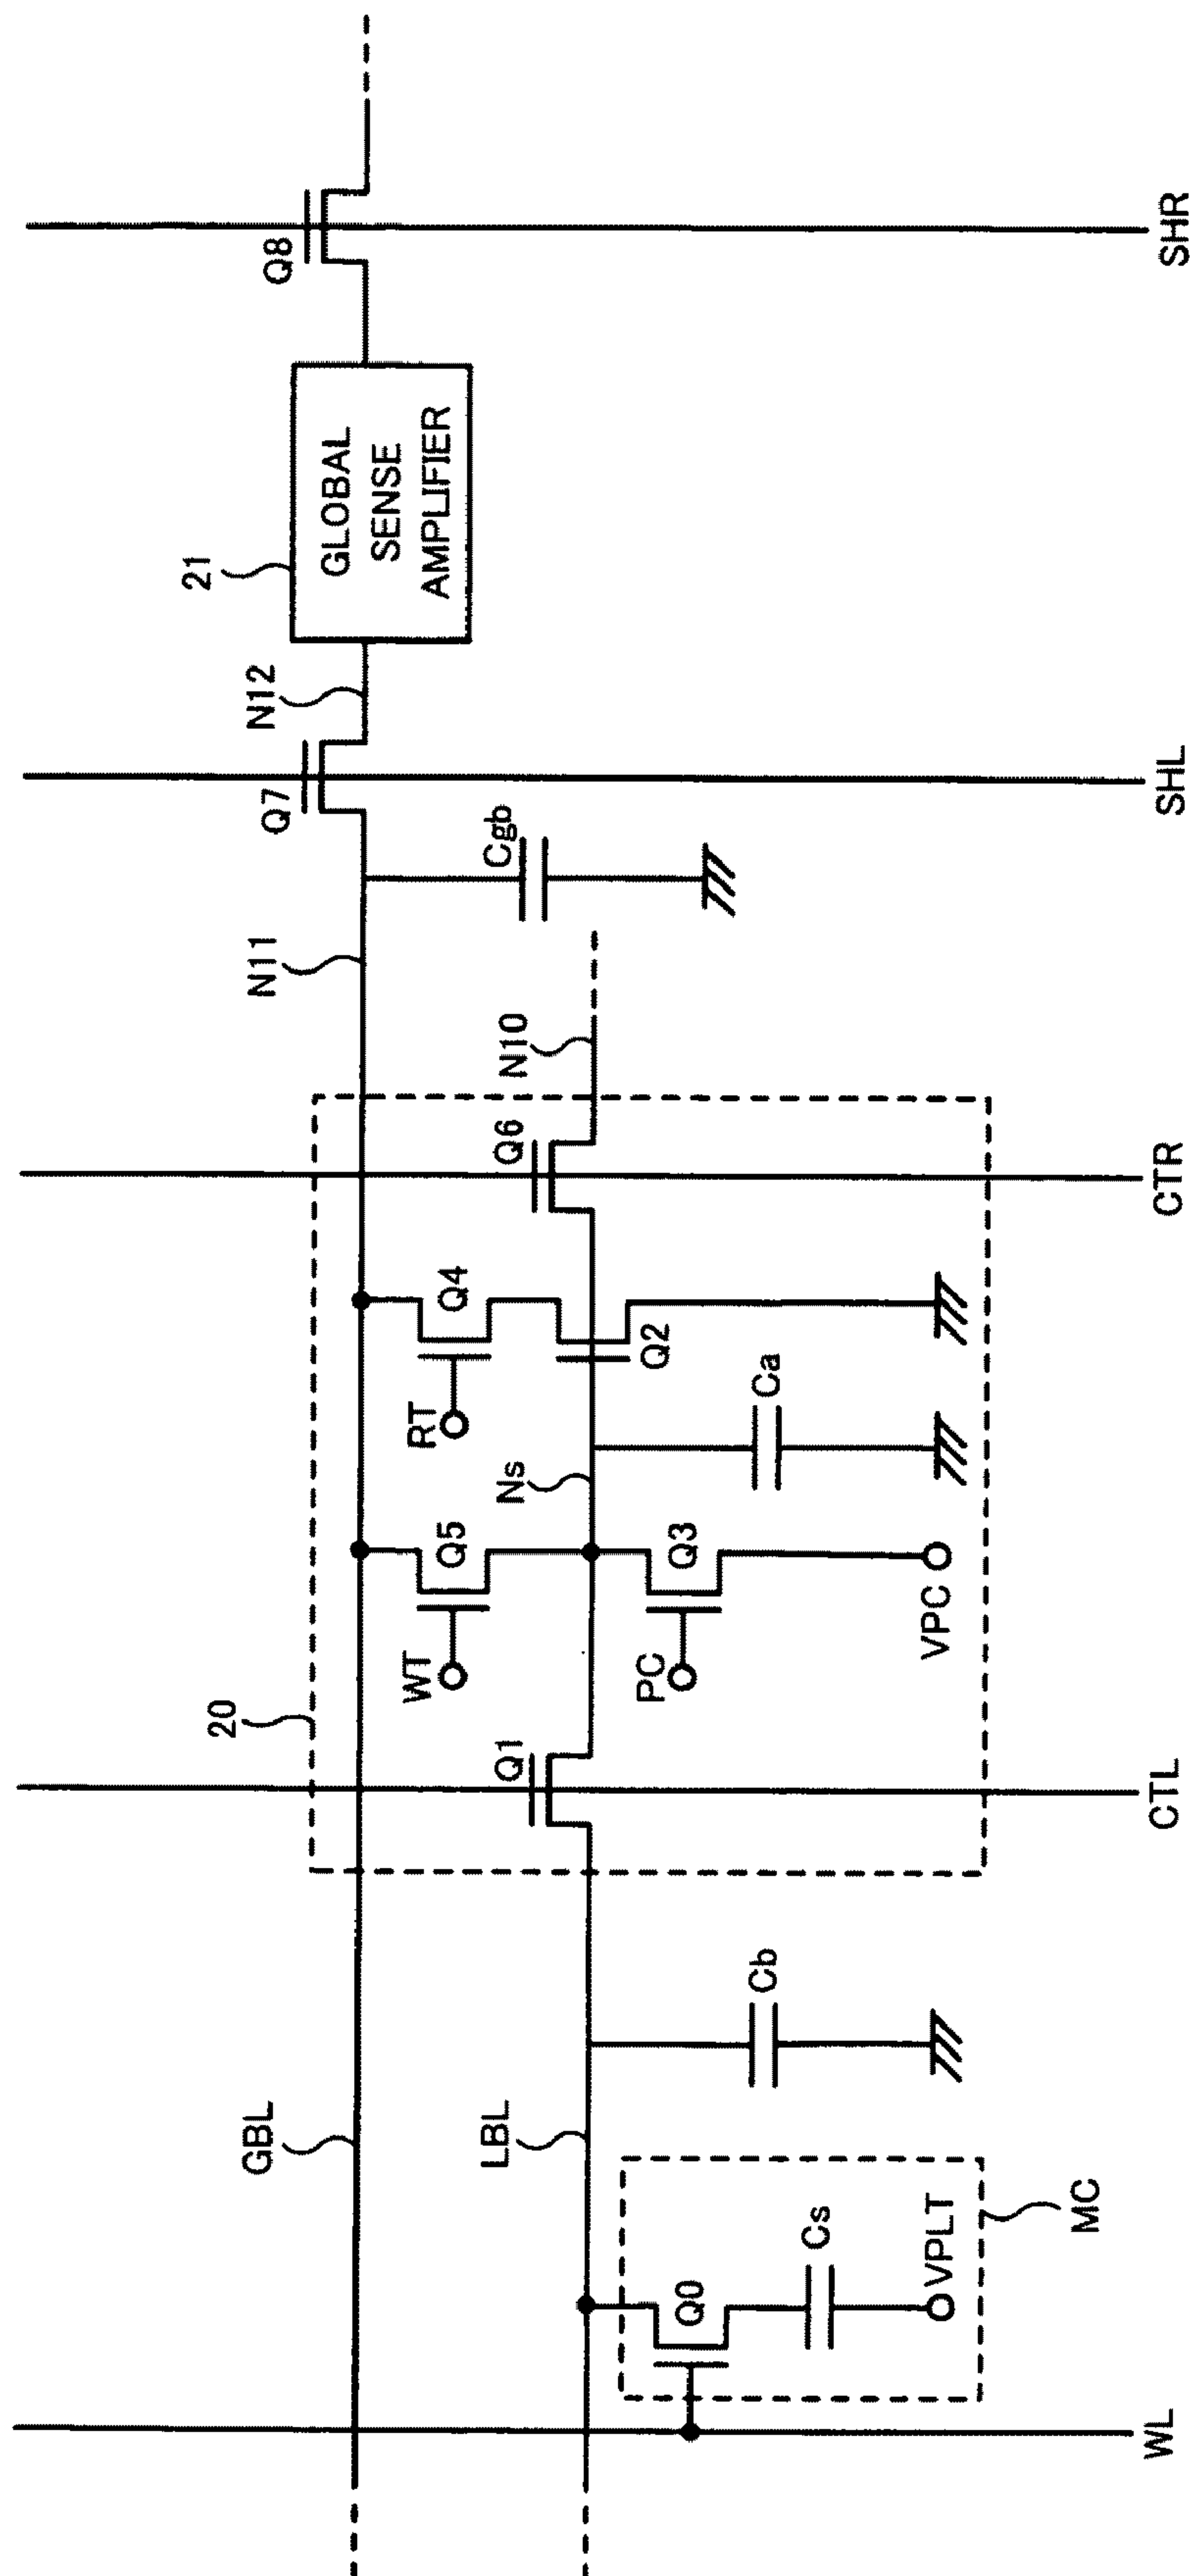 Q8
SHR
21
GLOBAL
SENSE
AMPLIFIER
N12
Q7
SHL
Cgb
N11
N10
20
Q6
CTR
Q4
RT
Q2
Ca
Ns
Q5
WT
Q3
PC
VPC
Q1
CTL
GBL
LBL
Cb
MC
Q0
Cs
VPLT
WL